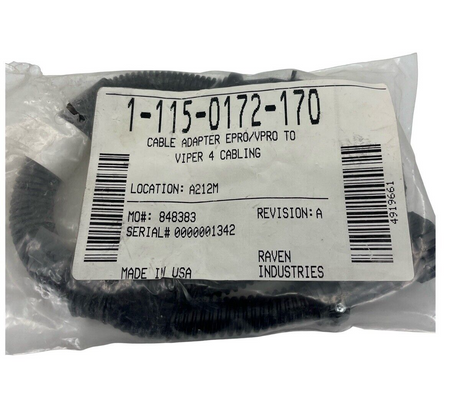 1-115-0172-170
CABLE ADAPTER EPRO/VPRO TO
VIPER 4 CABLING
LOCATION: A212M
MO#: 848383
REVISION: A
SERIAL# 0000001342
RAVEN
MADE IN USA
INDUSTRIES
4919661